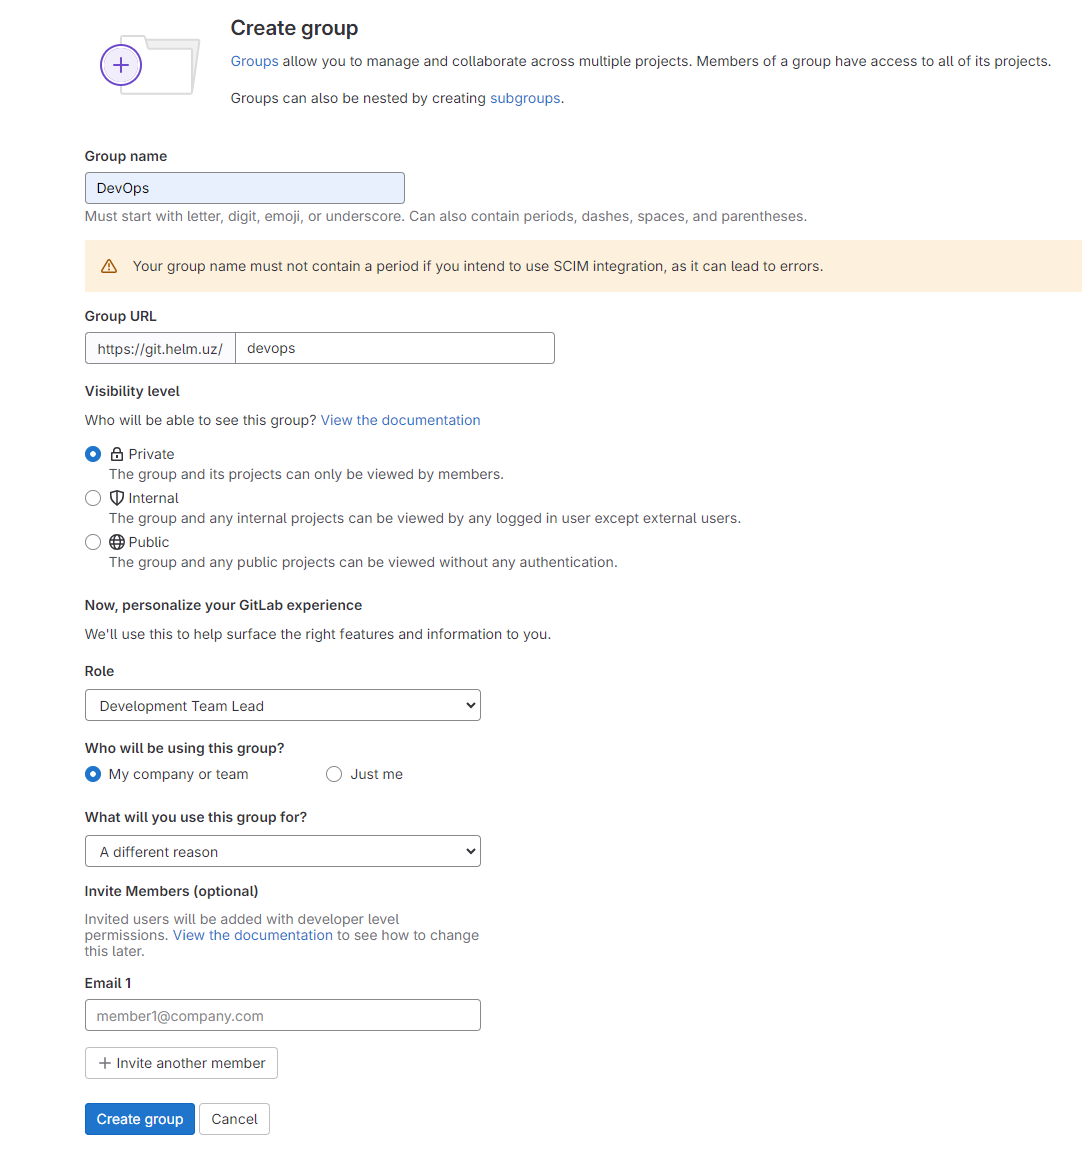 Create group
Groups allow you to manage and collaborate across multiple projects. Members of a group have access to all of its projects.
Groups can also be nested by creating subgroups.
Group name
DevOps
Must start with letter, digit, emoji, or underscore. Can also contain periods, dashes, spaces, and parentheses.
Your group name must not contain a period if you intend to use SCIM integration, as it can lead to errors.
Group URL
https://git.helm.uz/ devops
Visibility level
Who will be able to see this group? View the documentation
Private
The group and its projects can only be viewed by members.
Internal
The group and any internal projects can be viewed by any logged in user except external users.
Public
The group and any public projects can be viewed without any authentication.
Now, personalize your GitLab experience
We'll use this to help surface the right features and information to you.
Role
Development Team Lead
Who will be using this group?
My company or team Just me
What will you use this group for?
A different reason
Invite Members (optional)
Invited users will be added with developer level
permissions. View the documentation to see how to change
this later.
Email 1
member1@company.com
Invite another member
Create group Cancel